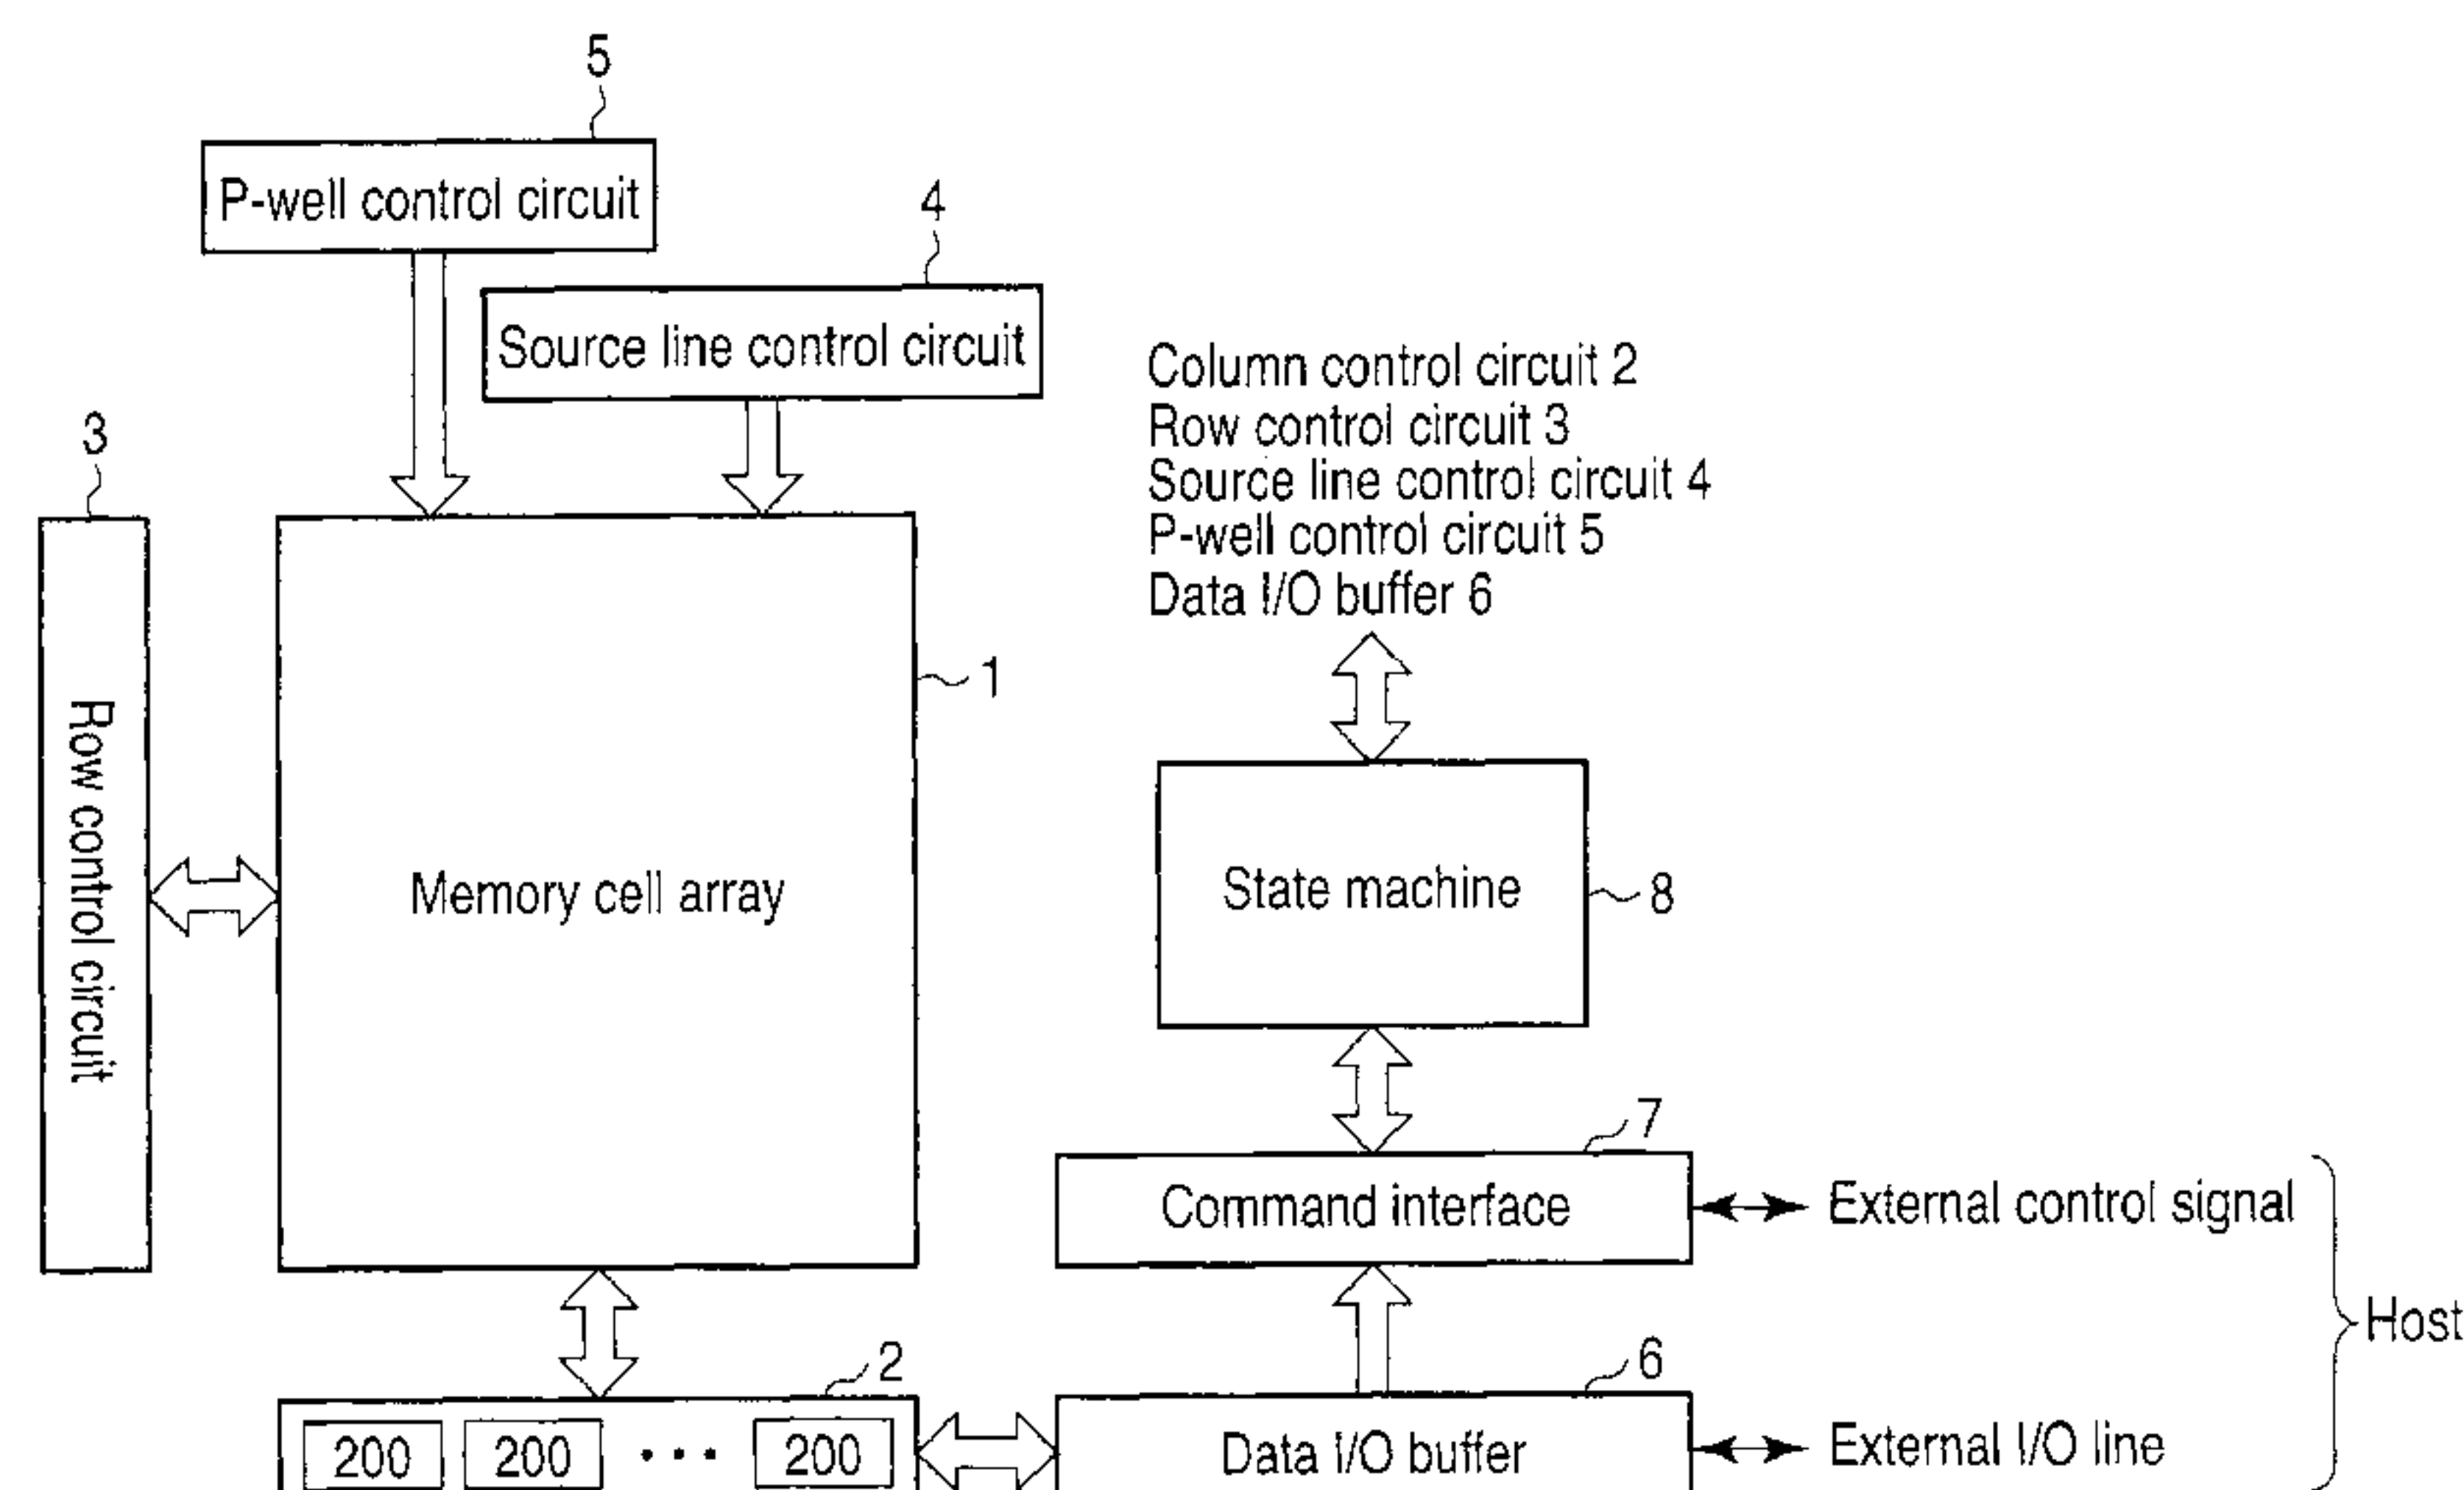 5
P-well control circuit
4
Source line control circuit
Column control circuit 2
Row control circuit 3
Source line control circuit 4
P-well control circuit 5
Data I/O buffer 6
3
Row control circuit
1
Memory cell array
State machine
8
7
Command interface
External control signal
Host
2
6
200 200 ••• 200
Data I/O buffer
External I/O line